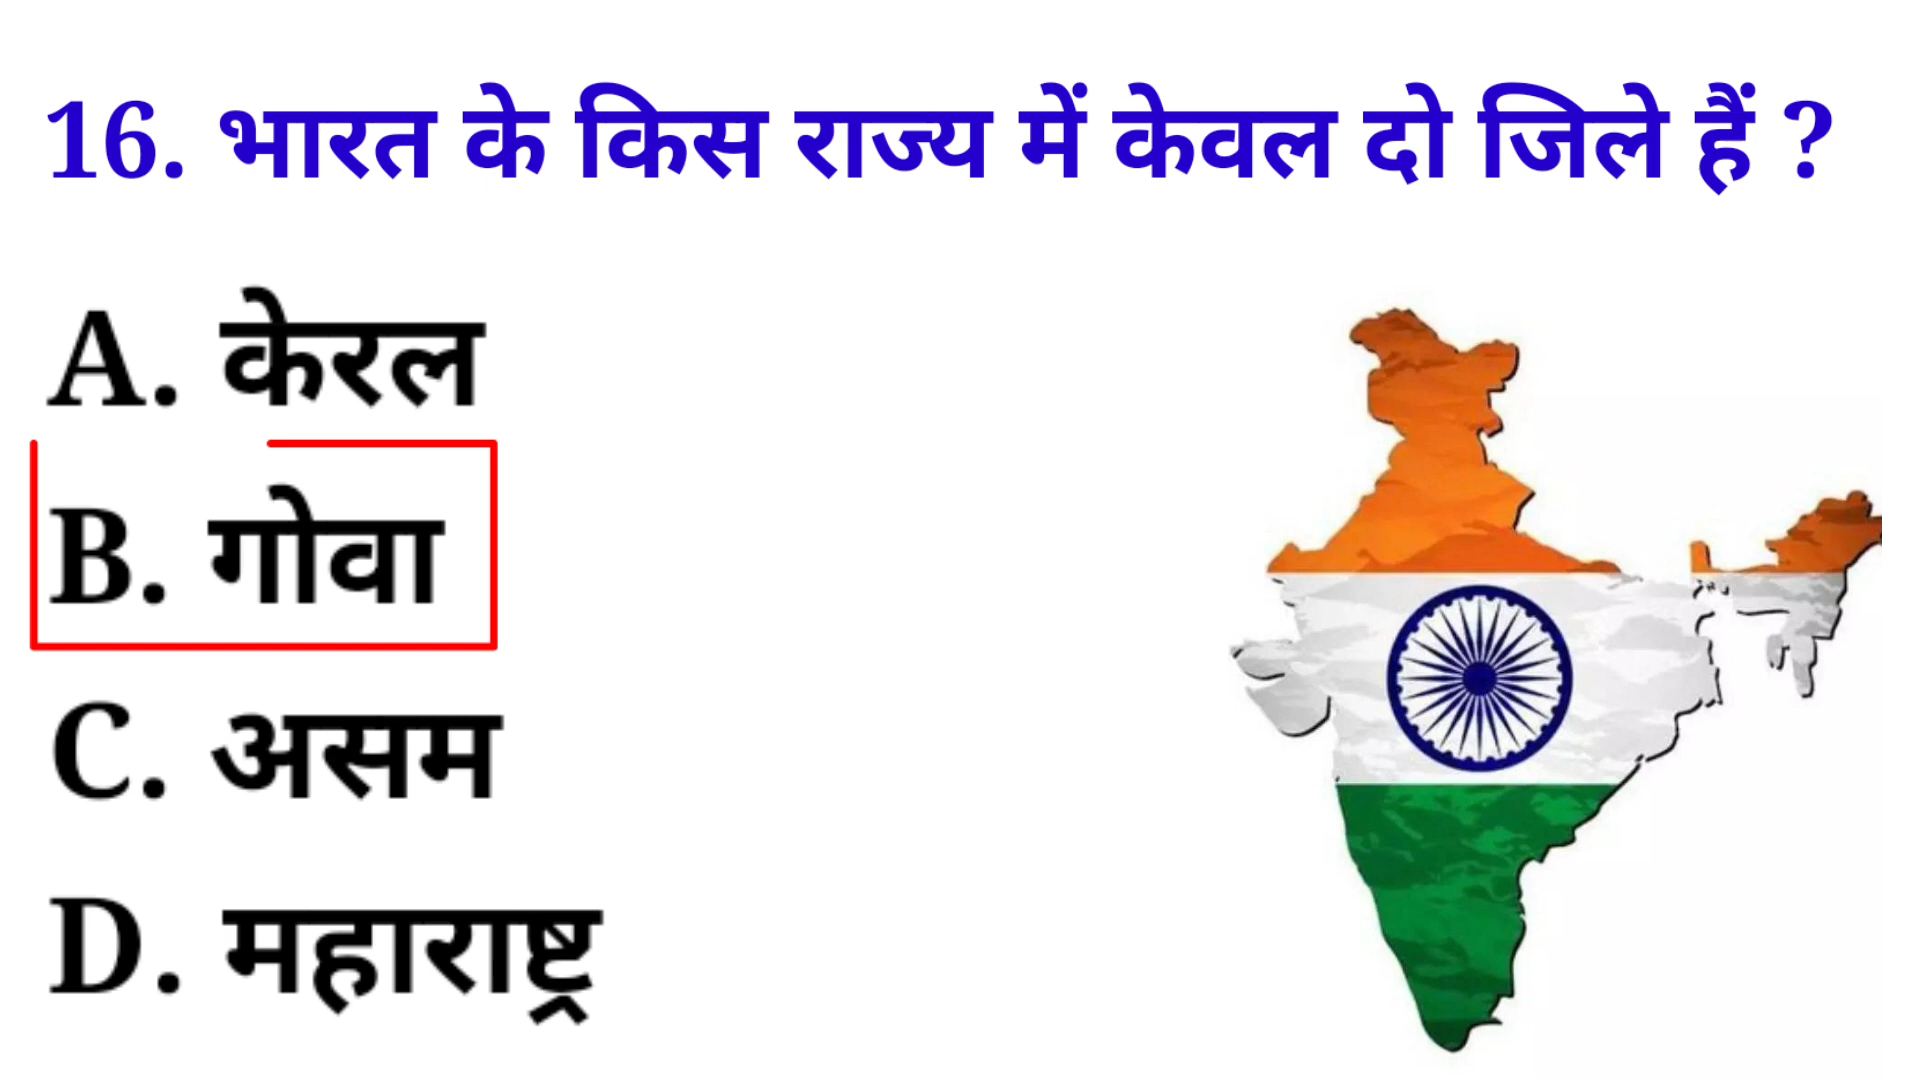 16. भारत के किस राज्य में केवल दो जिले हैं ?
A. केरल
B. गोवा
C. असम
D. महाराष्ट्र